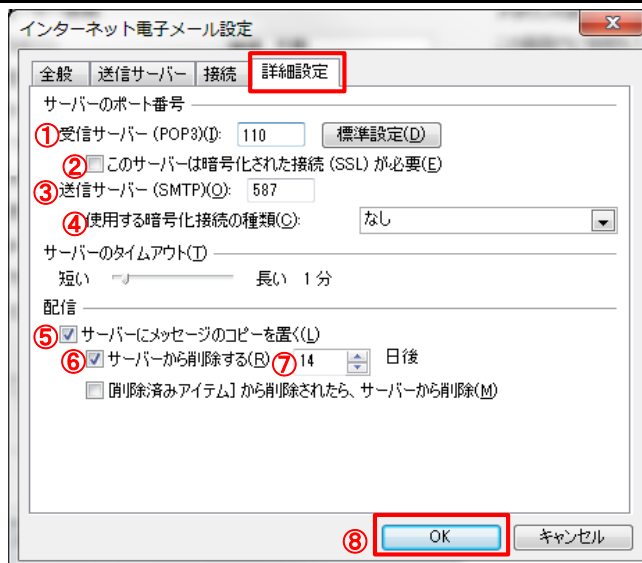 インターネット電子メール設定
全般 送信サーバー 接続 詳細設定
サーバーのポート番号
①受信サーバー (POP3)(I): 110 標準設定(D)
②このサーバーは暗号化された接続 (SSL) が必要(E)
③送信サーバー (SMTP)(O): 587
④使用する暗号化接続の種類(C): なし
サーバーのタイムアウト(T)
短い 長い 1 分
配信
⑤サーバーにメッセージのコピーを置く(L)
⑥サーバーから削除する(R) ⑦14 日後
[削除済みアイテム] から削除されたら、サーバーから削除(M)
⑧ OK キャンセル